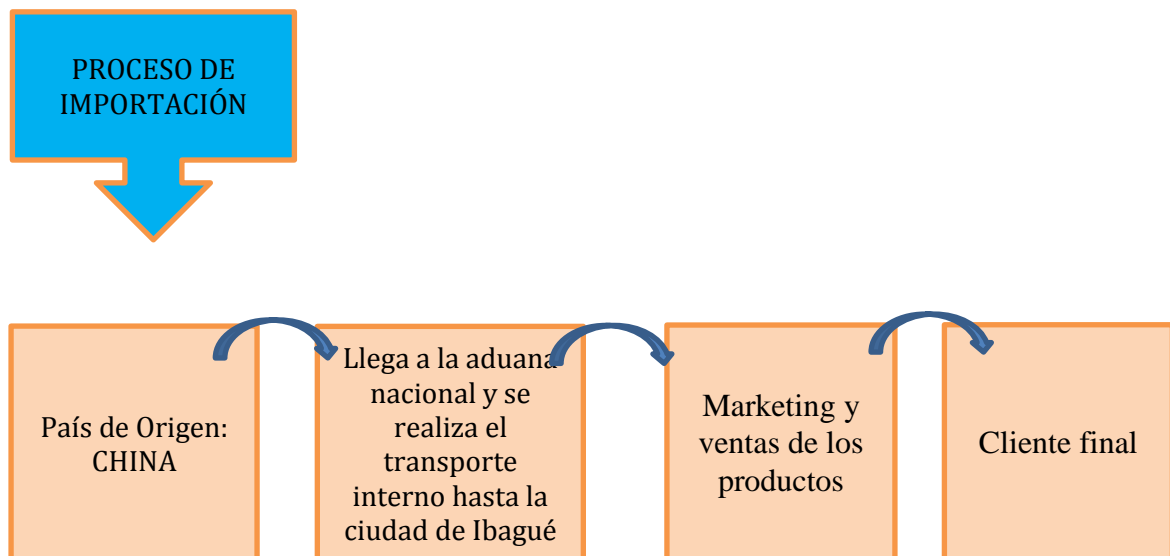 PROCESO DE
IMPORTACIÓN
País de Origen:
CHINA
Llega a la aduana
nacional y se
realiza el
transporte
interno hasta la
ciudad de Ibagué
Marketing y
ventas de los
productos
Cliente final